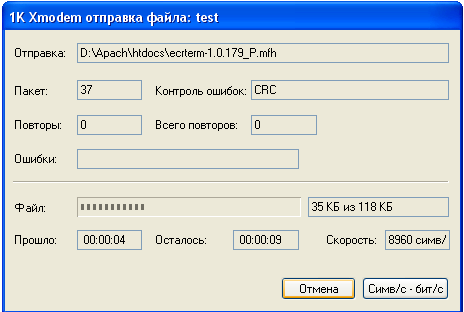 1K Xmodem отправка файла: test
Отправка: D:\Apach\htdocs\ecrterm-1.0.179_P.mfh
Пакет: 37 Контроль ошибок: CRC
Повторы: 0 Всего повторов: 0
Ошибки:
Файл: 35 КБ из 118 КБ
Прошло: 00:00:04 Осталось: 00:00:09 Скорость: 8960 симв/
Отмена Симв/с - бит/с